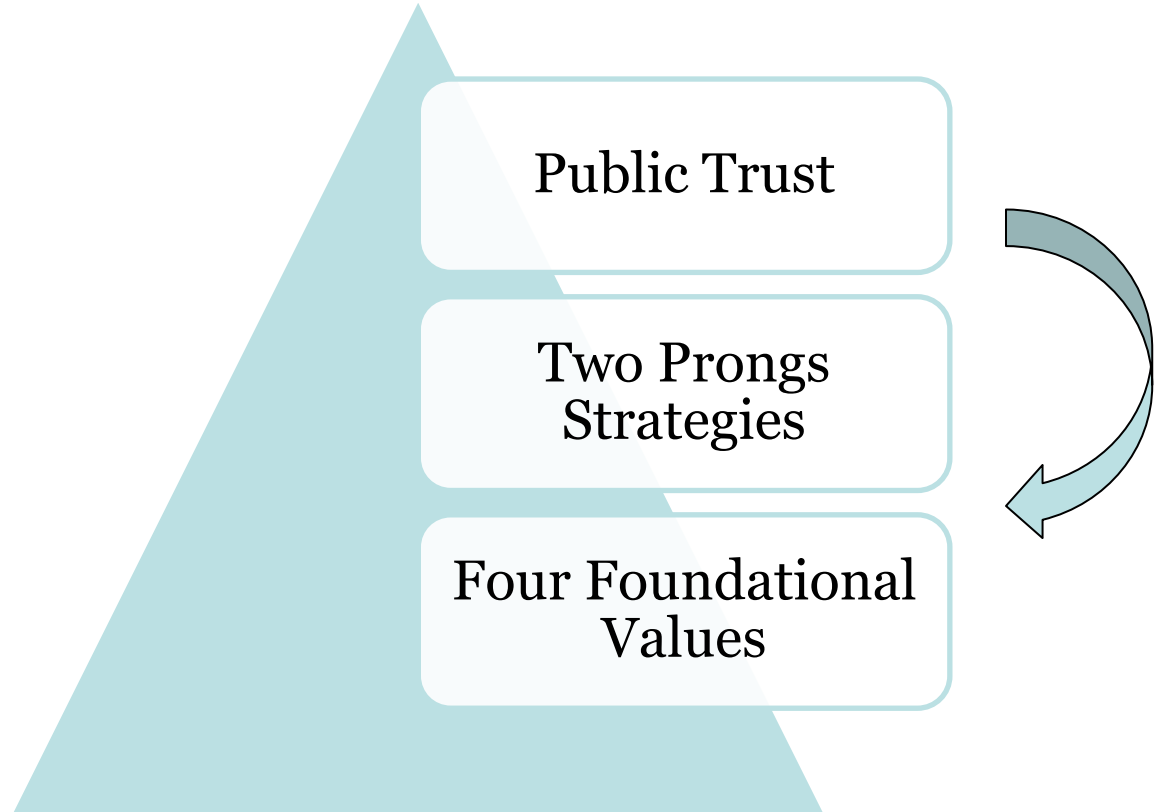 Public Trust
Two Prongs
Strategies
Four Foundational
Values